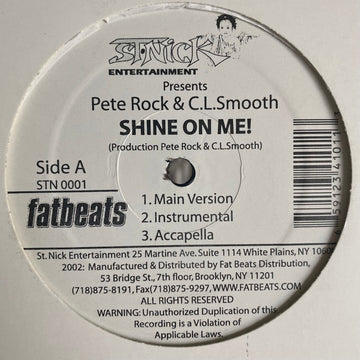 ST.NICK
ENTERTAINMENT
Presents
Pete Rock & C.L.Smooth
SHINE ON ME!
(Production Pete Rock & C.L.Smooth)
Side A
STN 0001
fatbeats
1. Main Version
2. Instrumental
3. Accapella
St. Nick Entertainment 25 Martine Ave. Suite 1114 White Plains, NY 1060
2002: Manufactured & Distributed by Fat Beats Distribution,
53 Bridge St., 7th floor, Brooklyn, NY 11201
(718)875-8191, Fax(718)875-9297, WWW.FATBEATS.COM
ALL RIGHTS RESERVED
WARNING: Unauthorized Duplication of this
Recording is a Violation of
Applicable Laws.